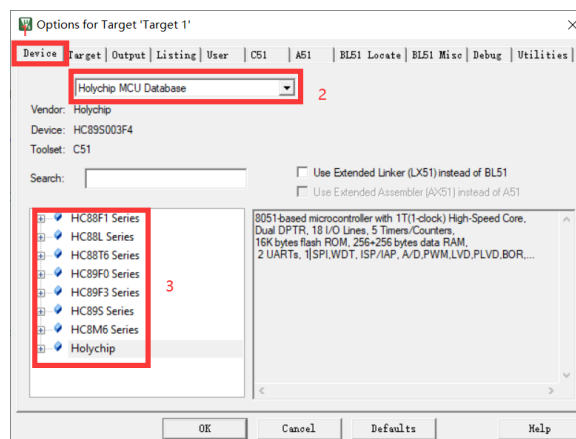 Options for Target 'Target 1'
1
Device Target Output Listing User C51 A51 BL51 Locate BL51 Misc Debug Utilities
Holychip MCU Database
2
Vendor: Holychip
Device: HC89S003F4
Toolset: C51
Search:
Use Extended Linker (LX51) instead of BL51
Use Extended Assembler (AX51) instead of A51
HC88F1 Series
HC88L Series
HC88T6 Series
HC89F0 Series
HC89F3 Series
HC89S Series
HC8M6 Series
Holychip
3
8051-based microcontroller with 1T(1-clock) High-Speed Core,
Dual DPTR, 18 I/O Lines, 5 Timers/Counters,
16K bytes flash ROM, 256+256 bytes data RAM,
2 UARTs, 1 SPI,WDT, ISP/IAP, A/D,PWM,LVD,PLVD,BOR,...
OK Cancel Defaults Help